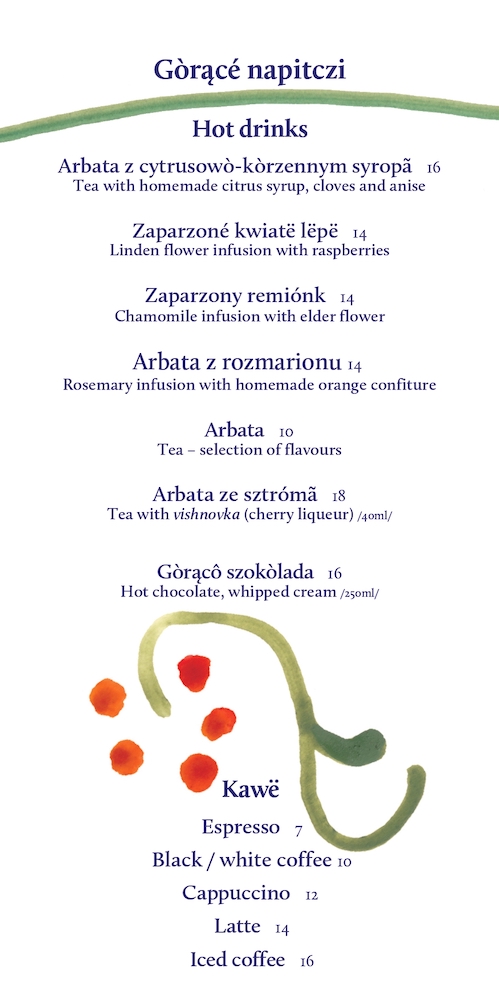 Gòrącé napitczi
Hot drinks
Arbata z cytrusowò-kòrzennym syropã 16
Tea with homemade citrus syrup, cloves and anise
Zaparzoné kwiatë lëpë 14
Linden flower infusion with raspberries
Zaparzony remiónk 14
Chamomile infusion with elder flower
Arbata z rozmarionu 14
Rosemary infusion with homemade orange confiture
Arbata 10
Tea – selection of flavours
Arbata ze sztrómã 18
Tea with vishnovka (cherry liqueur) /40ml/
Gòrącô szokòlada 16
Hot chocolate, whipped cream /250ml/
Kawë
Espresso 7
Black / white coffee 10
Cappuccino 12
Latte 14
Iced coffee 16